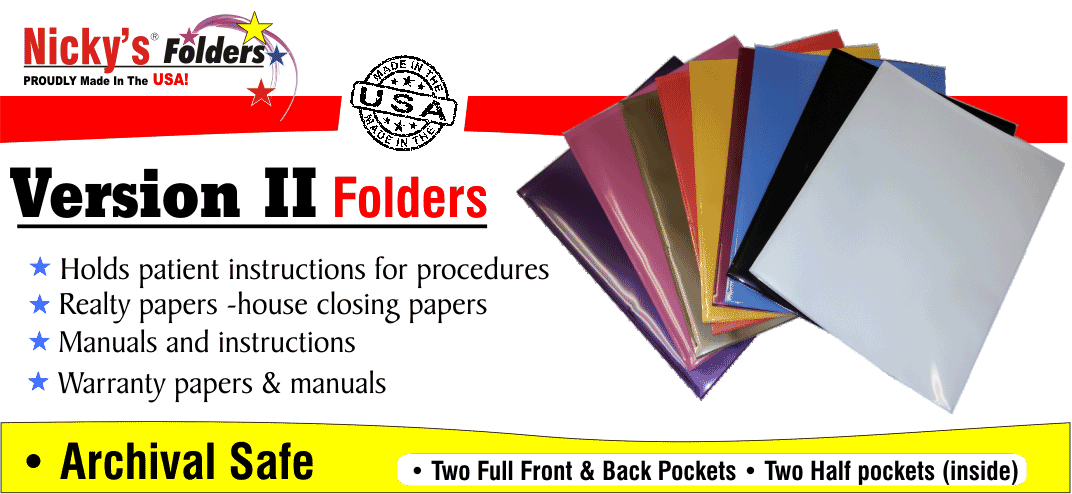 Nicky's® Folders
PROUDLY Made In The USA!
MADE IN THE
USA
MADE IN THE
Version II Folders
Holds patient instructions for procedures
Realty papers -house closing papers
Manuals and instructions
Warranty papers & manuals
• Archival Safe
• Two Full Front & Back Pockets • Two Half pockets (inside)